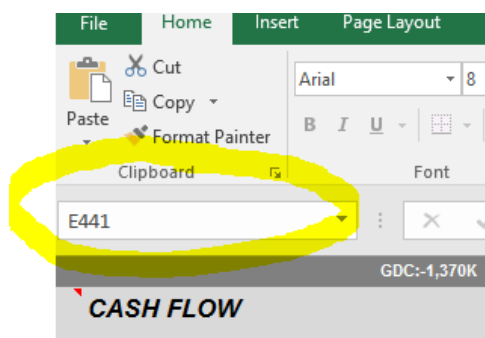 File Home Insert Page Layout
Cut
Arial 8
Copy
Paste
B I U
Format Painter
Clipboard Font
E441
GDC:-1,370K
CASH FLOW